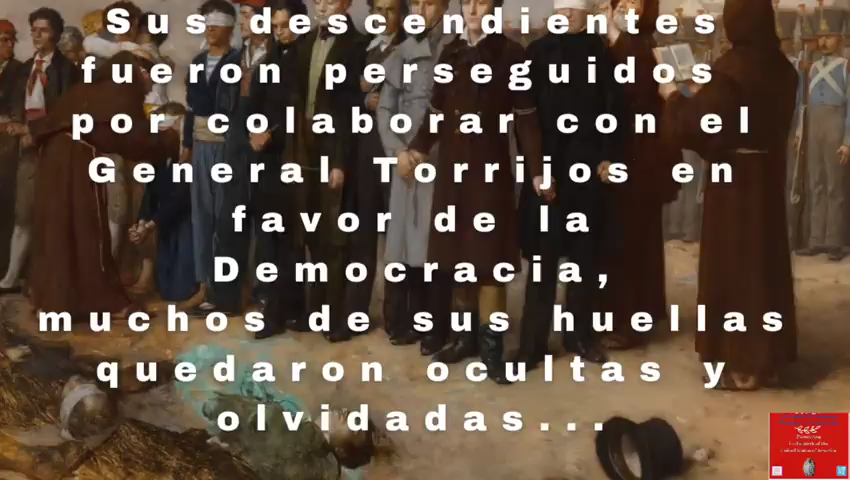 Sus descendientes
fueron perseguidos
por colaborar con el
General Torrijos en
favor de la
Democracia,
muchos de sus huellas
quedaron ocultas y
olvidadas...